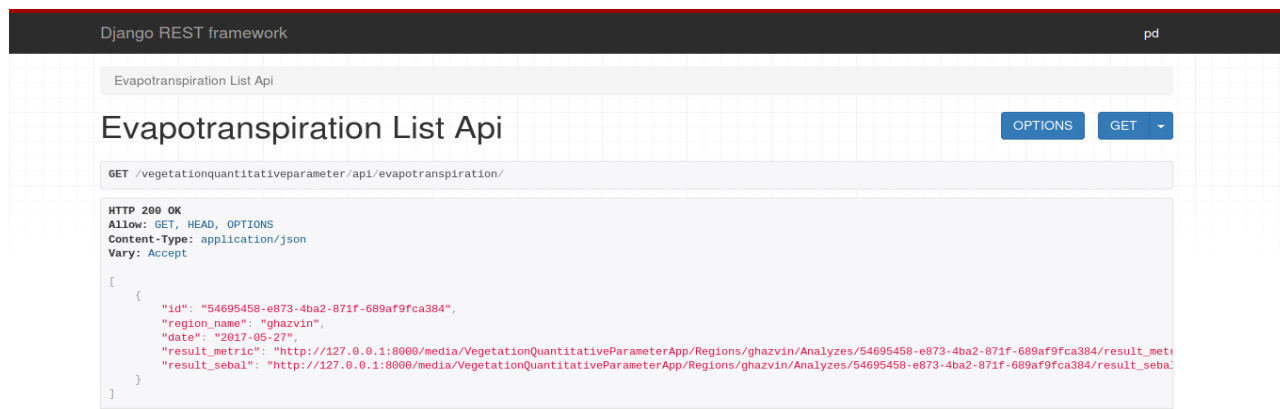 Django REST framework
pd
Evapotranspiration List Api
Evapotranspiration List Api
OPTIONS
GET
GET /vegetationquantitativeparameter/api/evapotranspiration/
HTTP 200 OK
Allow: GET, HEAD, OPTIONS
Content-Type: application/json
Vary: Accept
[
{
"id": "54695458-e873-4ba2-871f-689af9fca384",
"region_name": "ghazvin",
"date": "2017-05-27",
"result_metric": "http://127.0.0.1:8000/media/VegetationQuantitativeParameterApp/Regions/ghazvin/Analyzes/54695458-e873-4ba2-871f-689af9fca384/result_metr
"result_sebal": "http://127.0.0.1:8000/media/VegetationQuantitativeParameterApp/Regions/ghazvin/Analyzes/54695458-e873-4ba2-871f-689af9fca384/result_sebal
}
]